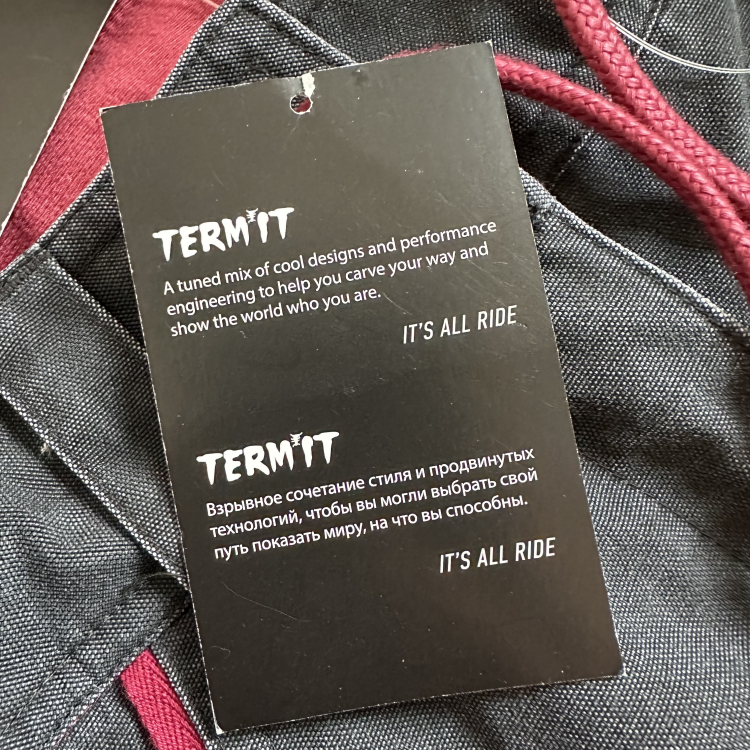 TERMIT
A tuned mix of cool designs and performance
engineering to help you carve your way and
show the world who you are.
IT'S ALL RIDE
TERMIT
Взрывное сочетание стиля и продвинутых
технологий, чтобы вы могли выбрать свой
путь показать миру, на что вы способны.
IT'S ALL RIDE